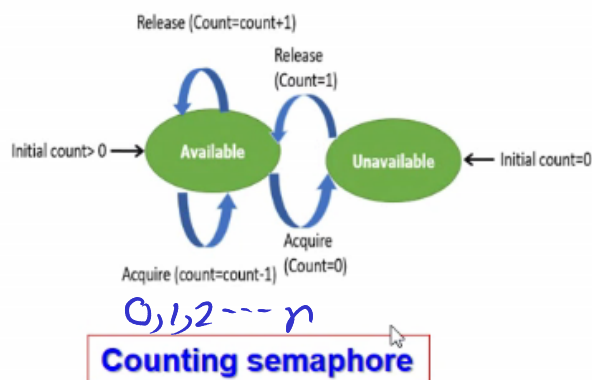 Release (Count=count+1)
Release
(Count=1)
Initial count> 0
Available
Unavailable
Initial count=0
Acquire
(Count=0)
Acquire (count=count-1)
0,1,2----n
Counting semaphore